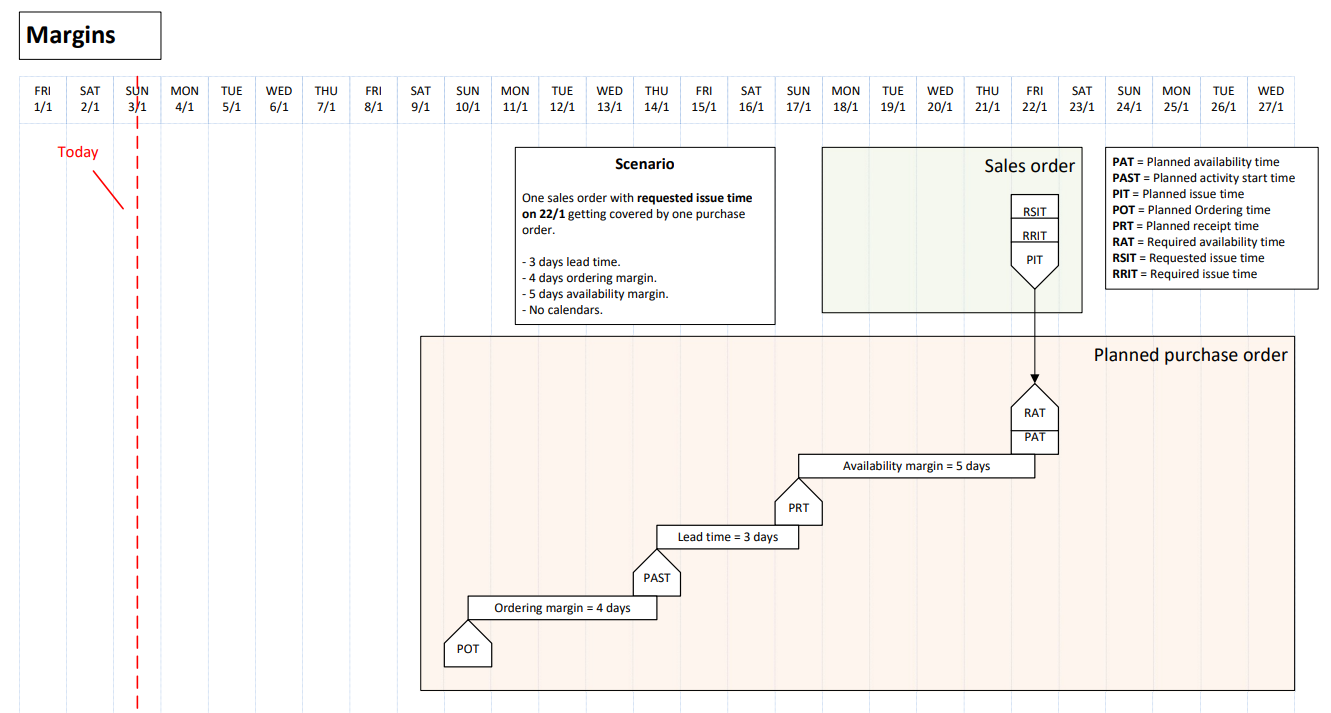 Margins
FRI SAT SUN MON TUE WED THU FRI SAT SUN MON TUE WED THU FRI SAT SUN MON TUE WED THU FRI SAT SUN MON TUE WED
1/1 2/1 3/1 4/1 5/1 6/1 7/1 8/1 9/1 10/1 11/1 12/1 13/1 14/1 15/1 16/1 17/1 18/1 19/1 20/1 21/1 22/1 23/1 24/1 25/1 26/1 27/1
Today
Scenario
One sales order with requested issue time
on 22/1 getting covered by one purchase
order.
- 3 days lead time.
- 4 days ordering margin.
- 5 days availability margin.
- No calendars.
Sales order
RSIT
RRIT
PIT
PAT = Planned availability time
PAST = Planned activity start time
PIT = Planned issue time
POT = Planned Ordering time
PRT = Planned receipt time
RAT = Required availability time
RSIT = Requested issue time
RRIT = Required issue time
Planned purchase order
RAT
PAT
Availability margin = 5 days
PRT
Lead time = 3 days
PAST
Ordering margin = 4 days
POT